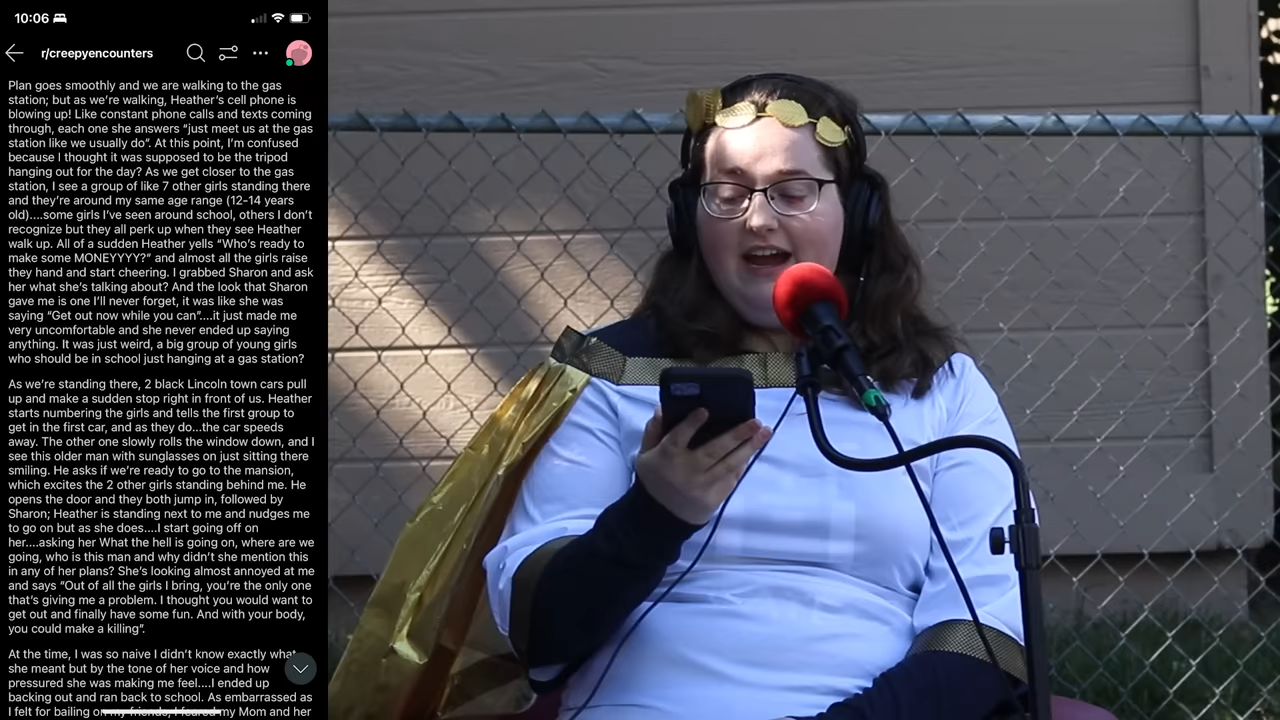 10:06
r/creepyencounters
Plan goes smoothly and we are walking to the gas
station; but as we're walking, Heather's cell phone is
blowing up! Like constant phone calls and texts coming
through, each one she answers "just meet us at the gas
station like we usually do". At this point, I'm confused
because I thought it was supposed to be the tripod
hanging out for the day? As we get closer to the gas
station, I see a group of like 7 other girls standing there
and they're around my same age range (12-14 years
old)....some girls I've seen around school, others I don't
recognize but they all perk up when they see Heather
walk up. All of a sudden Heather yells "Who's ready to
make some MONEYYYY?" and almost all the girls raise
they hand and start cheering. I grabbed Sharon and ask
her what she's talking about? And the look that Sharon
gave me is one I'll never forget, it was like she was
saying "Get out now while you can"....it just made me
very uncomfortable and she never ended up saying
anything. It was just weird, a big group of young girls
who should be in school just hanging at a gas station?
As we're standing there, 2 black Lincoln town cars pull
up and make a sudden stop right in front of us. Heather
starts numbering the girls and tells the first group to
get in the first car, and as they do...the car speeds
away. The other one slowly rolls the window down, and I
see this older man with sunglasses on just sitting there
smiling. He asks if we're ready to go to the mansion,
which excites the 2 other girls standing behind me. He
opens the door and they both jump in, followed by
Sharon; Heather is standing next to me and nudges me
to go on but as she does....I start going off on
her....asking her What the hell is going on, where are we
going, who is this man and why didn't she mention this
in any of her plans? She's looking almost annoyed at me
and says "Out of all the girls I bring, you're the only one
that's giving me a problem. I thought you would want to
get out and finally have some fun. And with your body,
you could make a killing".
At the time, I was so naive I didn't know exactly what
she meant but by the tone of her voice and how
pressured she was making me feel....I ended up
backing out and ran back to school. As embarrassed as
I felt for bailing on my friends, I feared my Mom and her